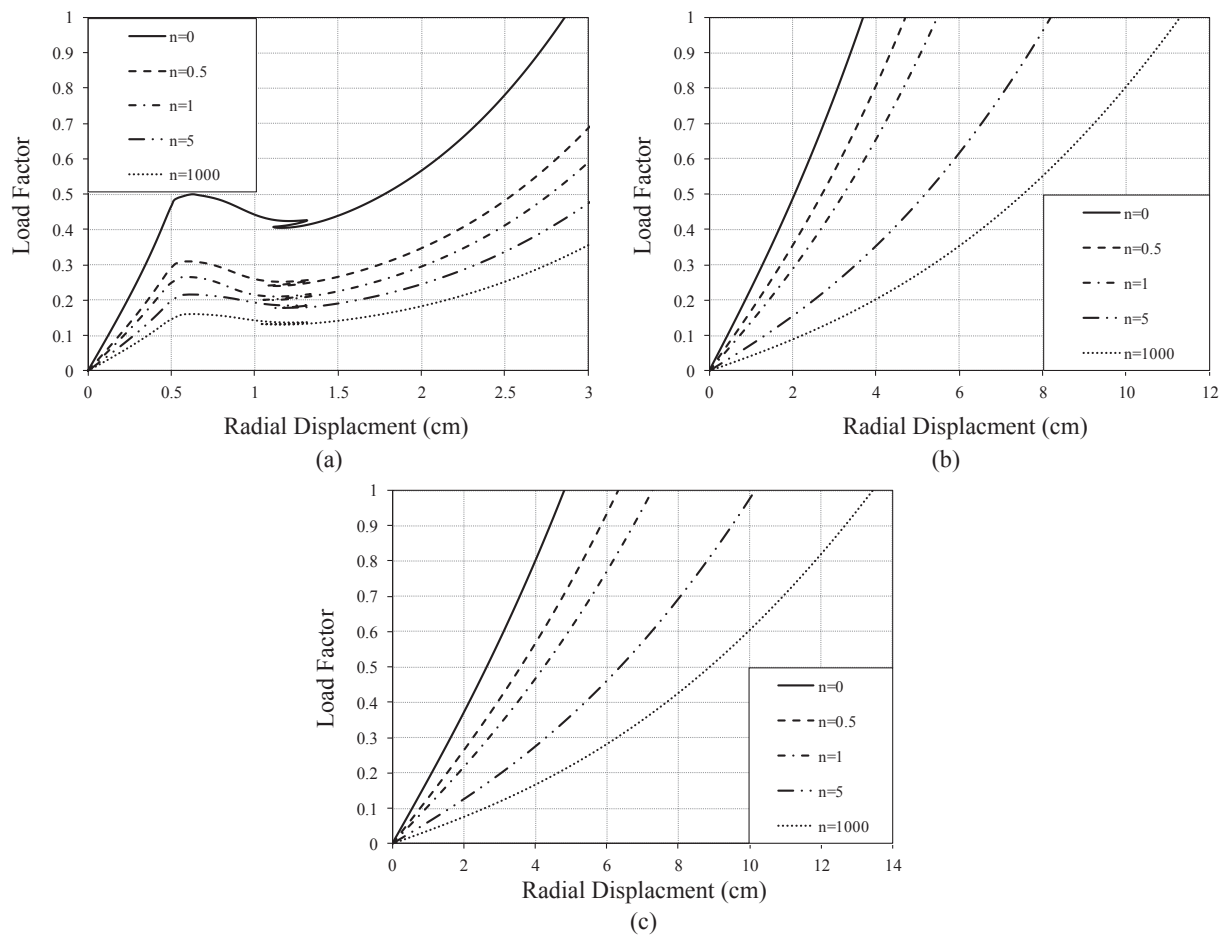 Load Factor
1
0.9
0.8
0.7
0.6
0.5
0.4
0.3
0.2
0.1
0
n=0
n=0.5
n=1
n=5
n=1000
0 0.5 1 1.5 2 2.5 3
Radial Displacment (cm)
(a)
Load Factor
1
0.9
0.8
0.7
0.6
0.5
0.4
0.3
0.2
0.1
0
n=0
n=0.5
n=1
n=5
n=1000
0 2 4 6 8 10 12
Radial Displacment (cm)
(b)
Load Factor
1
0.9
0.8
0.7
0.6
0.5
0.4
0.3
0.2
0.1
0
n=0
n=0.5
n=1
n=5
n=1000
0 2 4 6 8 10 12 14
Radial Displacment (cm)
(c)